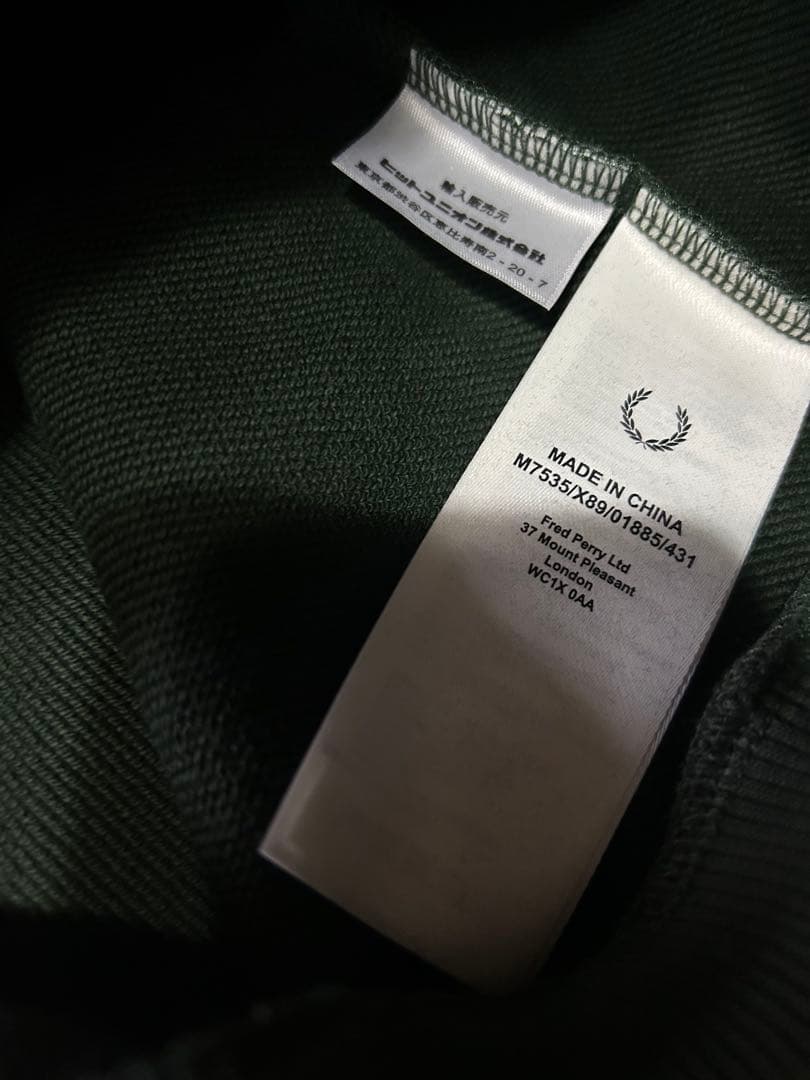 輸入販売元
ヒットユニオン株式会社
東京都渋谷区恵比寿南2-20-7
MADE IN CHINA
M7535/X89/01885/431
Fred Perry Ltd
37 Mount Pleasant
London
WC1X 0AA